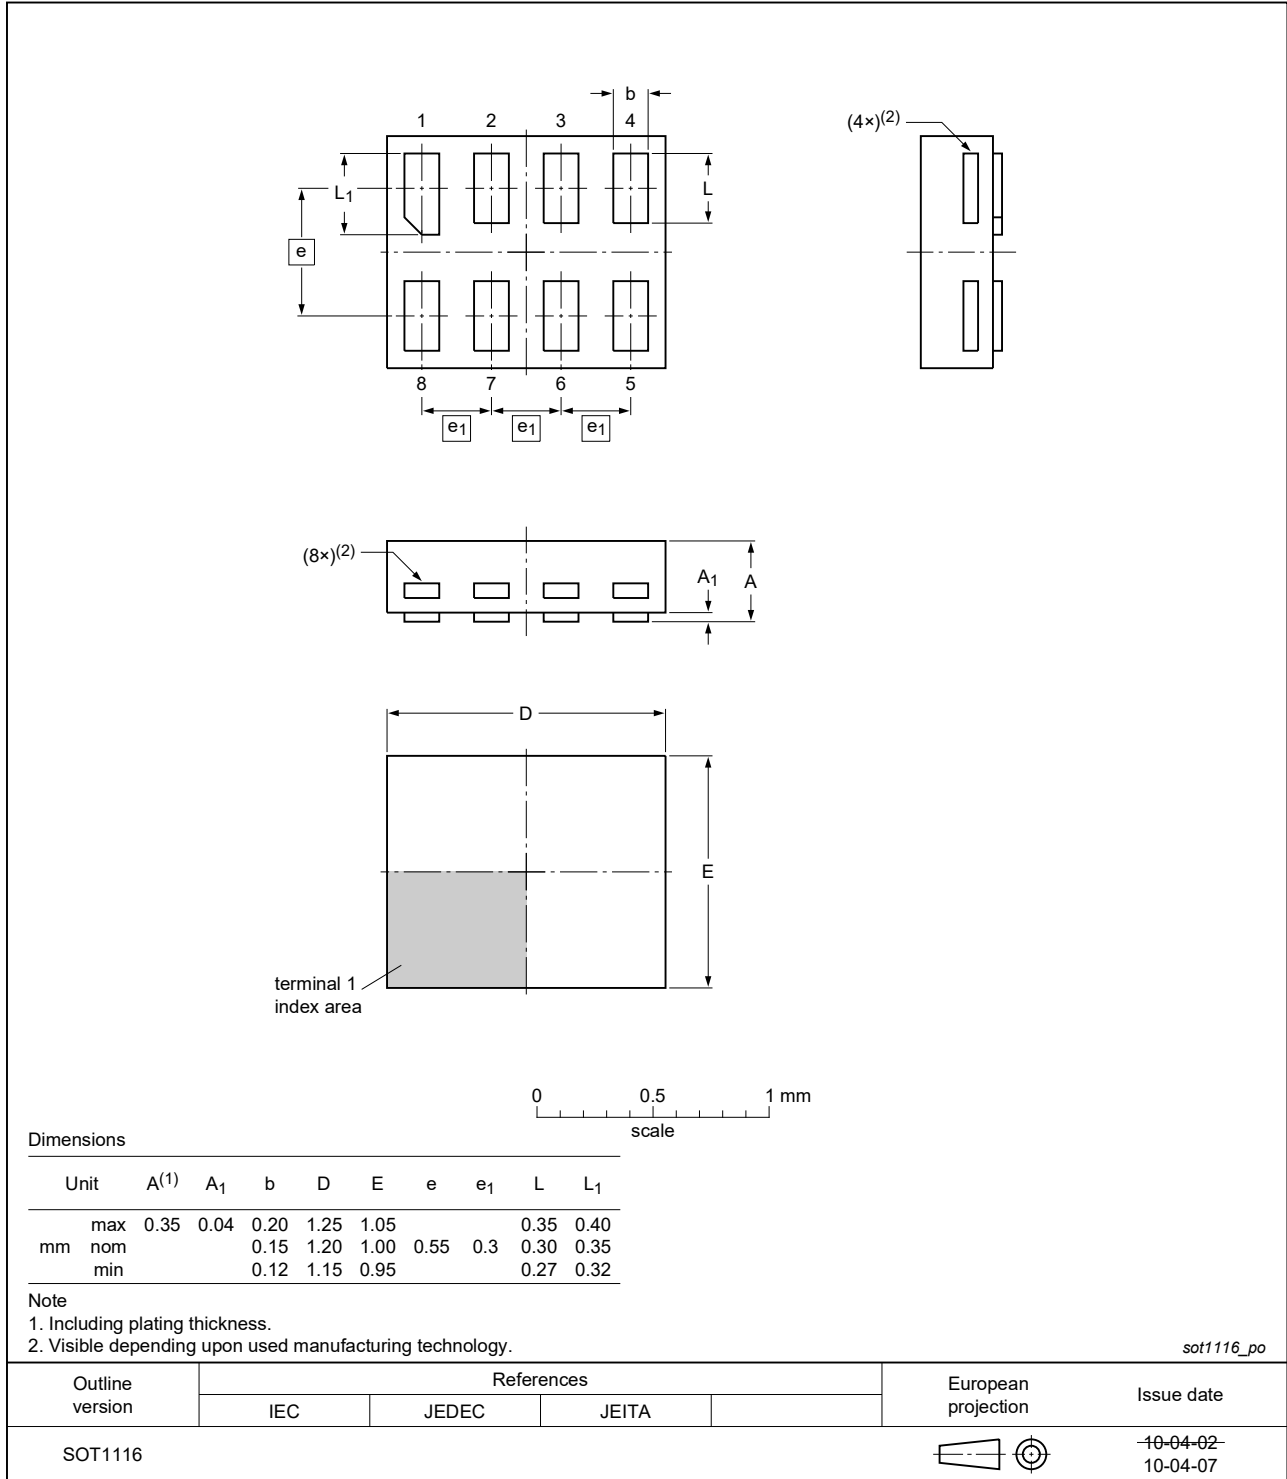 b
1 2 3 4
(4×)(2)
L1
L
e
8 7 6 5
e1 e1 e1
(8×)(2)
A1 A
D
E
terminal 1
index area
0 0.5 1 mm
scale
Dimensions
Unit A(1) A1 b D E e e1 L L1
max 0.35 0.04 0.20 1.25 1.05 0.35 0.40
mm nom 0.15 1.20 1.00 0.55 0.3 0.30 0.35
min 0.12 1.15 0.95 0.27 0.32
Note
1. Including plating thickness.
2. Visible depending upon used manufacturing technology.
sot1116_po
Outline
version
References
IEC JEDEC JEITA
European
projection
Issue date
SOT1116
10-04-02
10-04-07